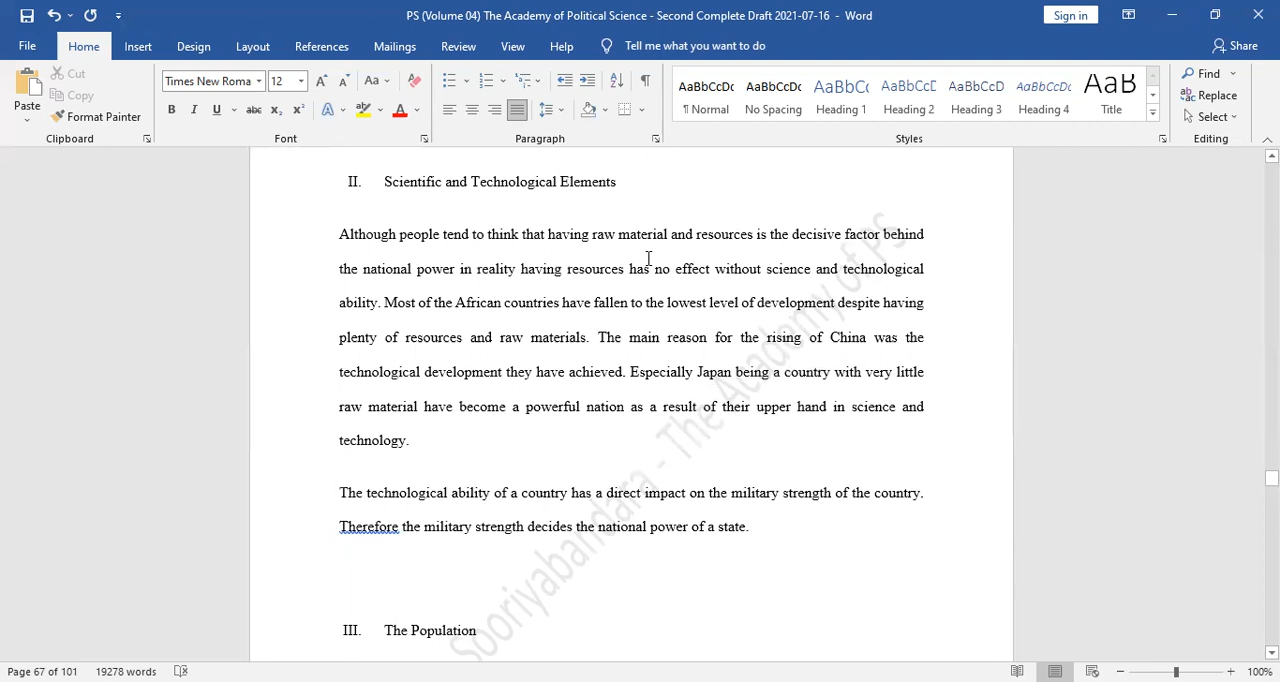 PS (Volume 04) The Academy of Political Science - Second Complete Draft 2021-07-16 - Word
Sign in
File Home Insert Design Layout References Mailings Review View Help Tell me what you want to do Share
Paste
Cut
Copy
Format Painter
Clipboard
Times New Roma 12
Font
Paragraph
AaBbCcDc AaBbCcDc AaBbCc AaBbCcD AaBbCcD AaBbCcDc AaB
¶ Normal No Spacing Heading 1 Heading 2 Heading 3 Heading 4 Title
Styles
Find
Replace
Select
Editing
II. Scientific and Technological Elements
Although people tend to think that having raw material and resources is the decisive factor behind
the national power in reality having resources has no effect without science and technological
ability. Most of the African countries have fallen to the lowest level of development despite having
plenty of resources and raw materials. The main reason for the rising of China was the
technological development they have achieved. Especially Japan being a country with very little
raw material have become a powerful nation as a result of their upper hand in science and
technology.
The technological ability of a country has a direct impact on the military strength of the country.
Therefore the military strength decides the national power of a state.
III. The Population
Sooriyabandara - The Academy of PS
Page 67 of 101 19278 words
100%